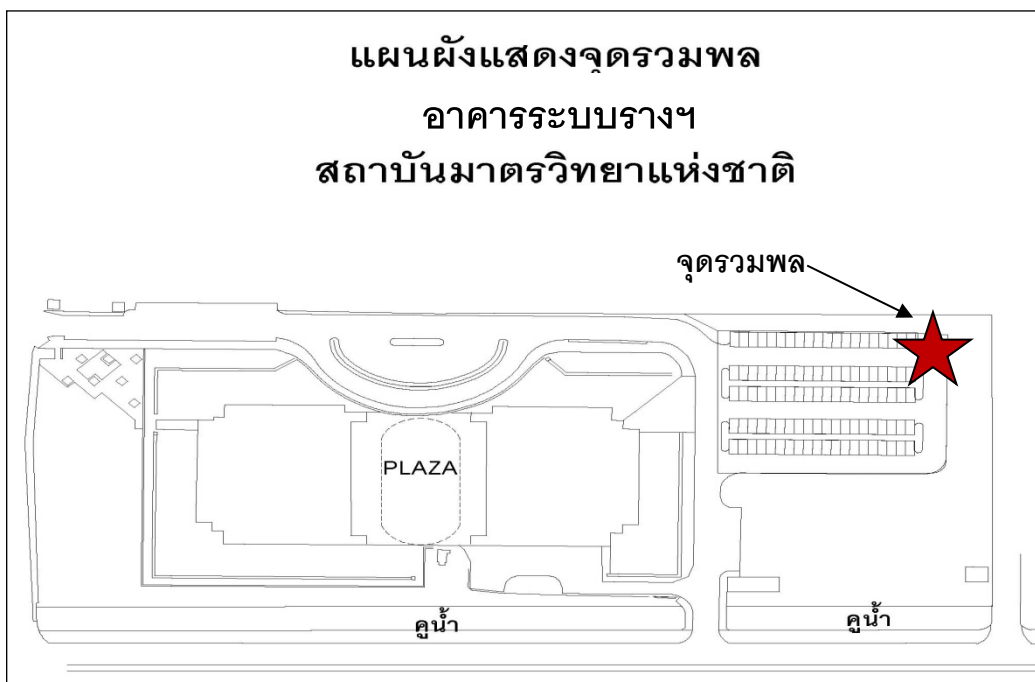 แผนผังแสดงจุดรวมพล
อาคารระบบรางฯ
สถาบันมาตรวิทยาแห่งชาติ
จุดรวมพล
PLAZA
คูน้ำ
คูน้ำ